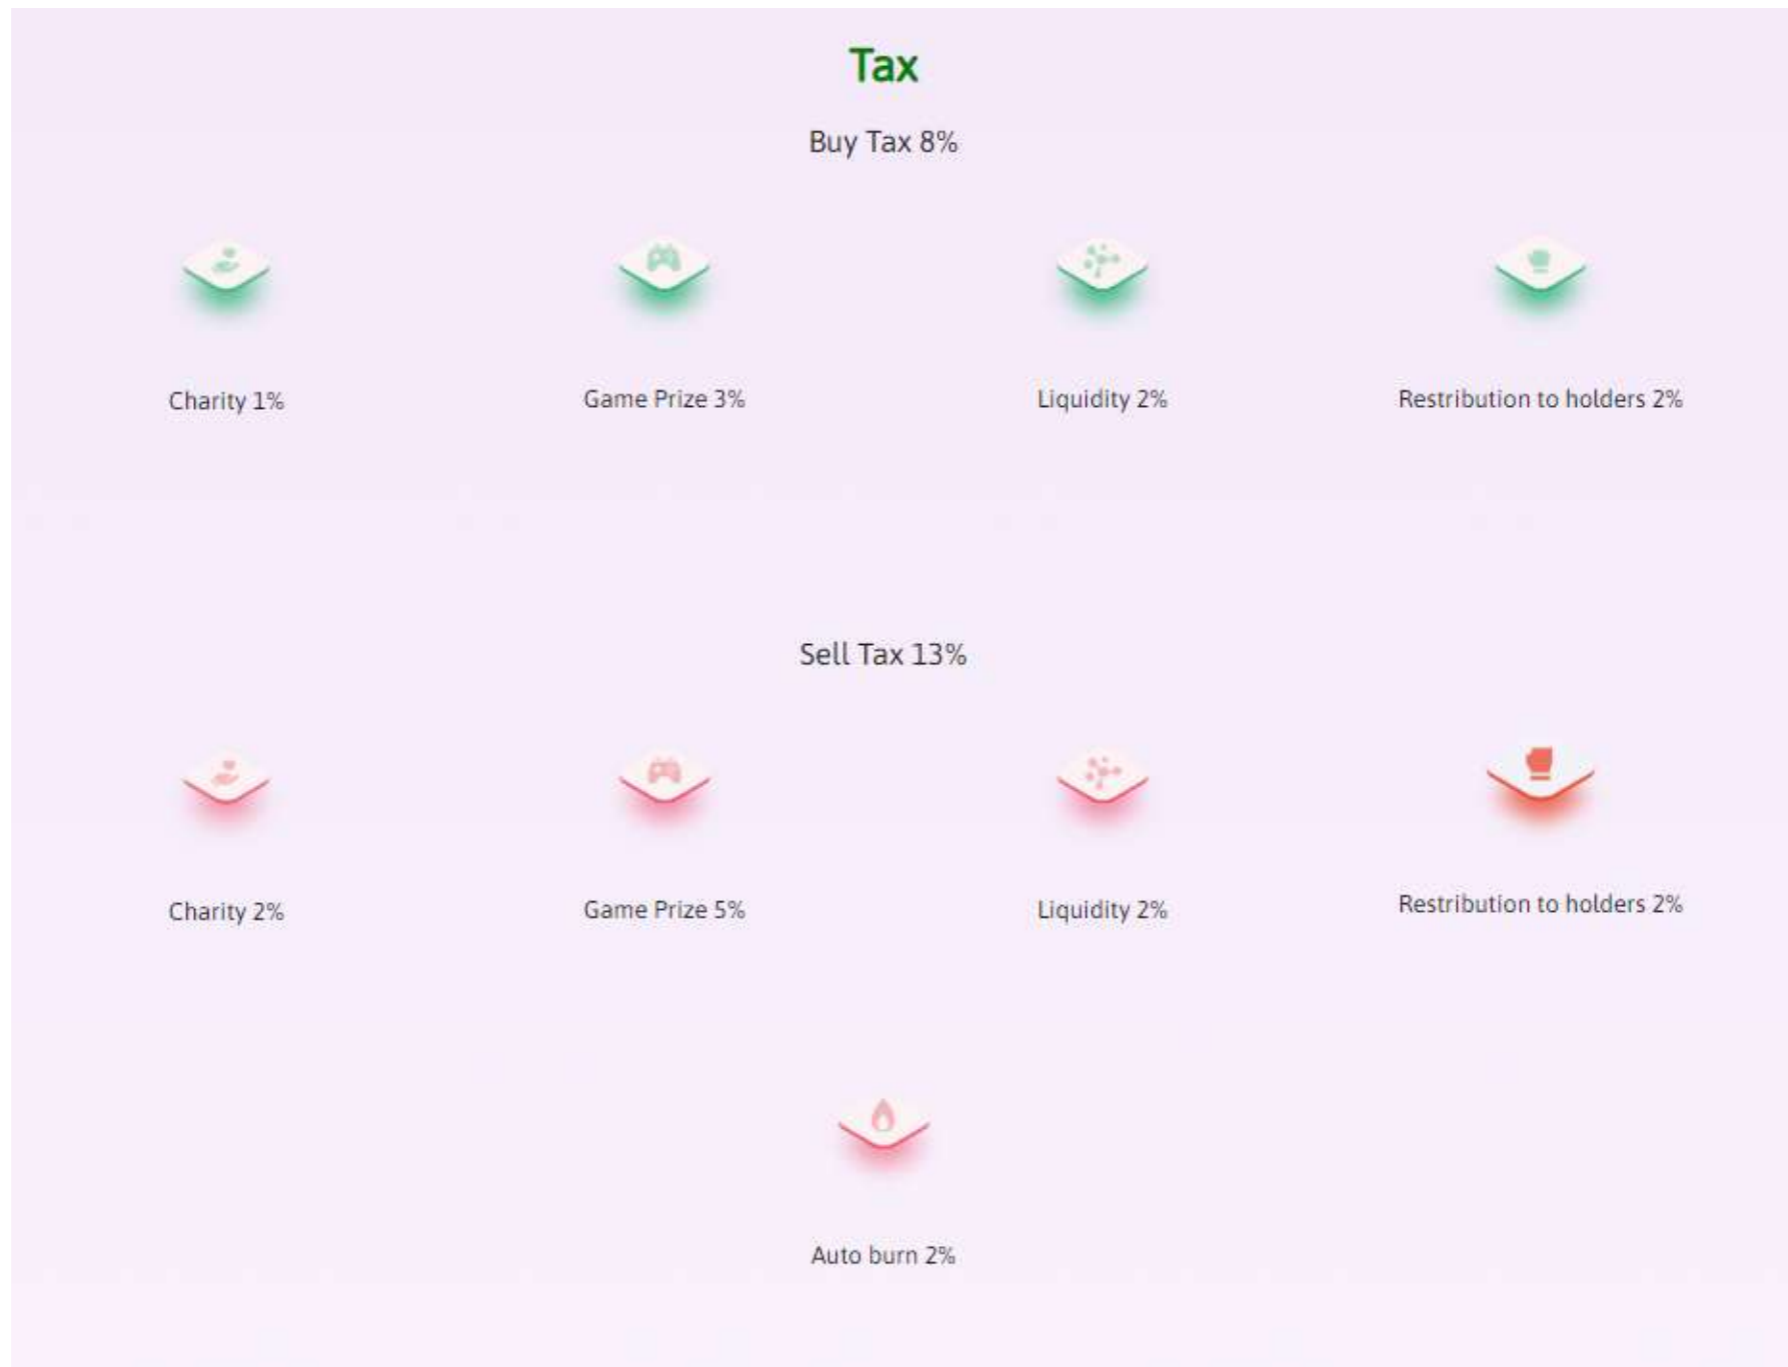 Tax
Buy Tax 8%
Charity 1%
Game Prize 3%
Liquidity 2%
Restribution to holders 2%
Sell Tax 13%
Charity 2%
Game Prize 5%
Liquidity 2%
Restribution to holders 2%
Auto burn 2%